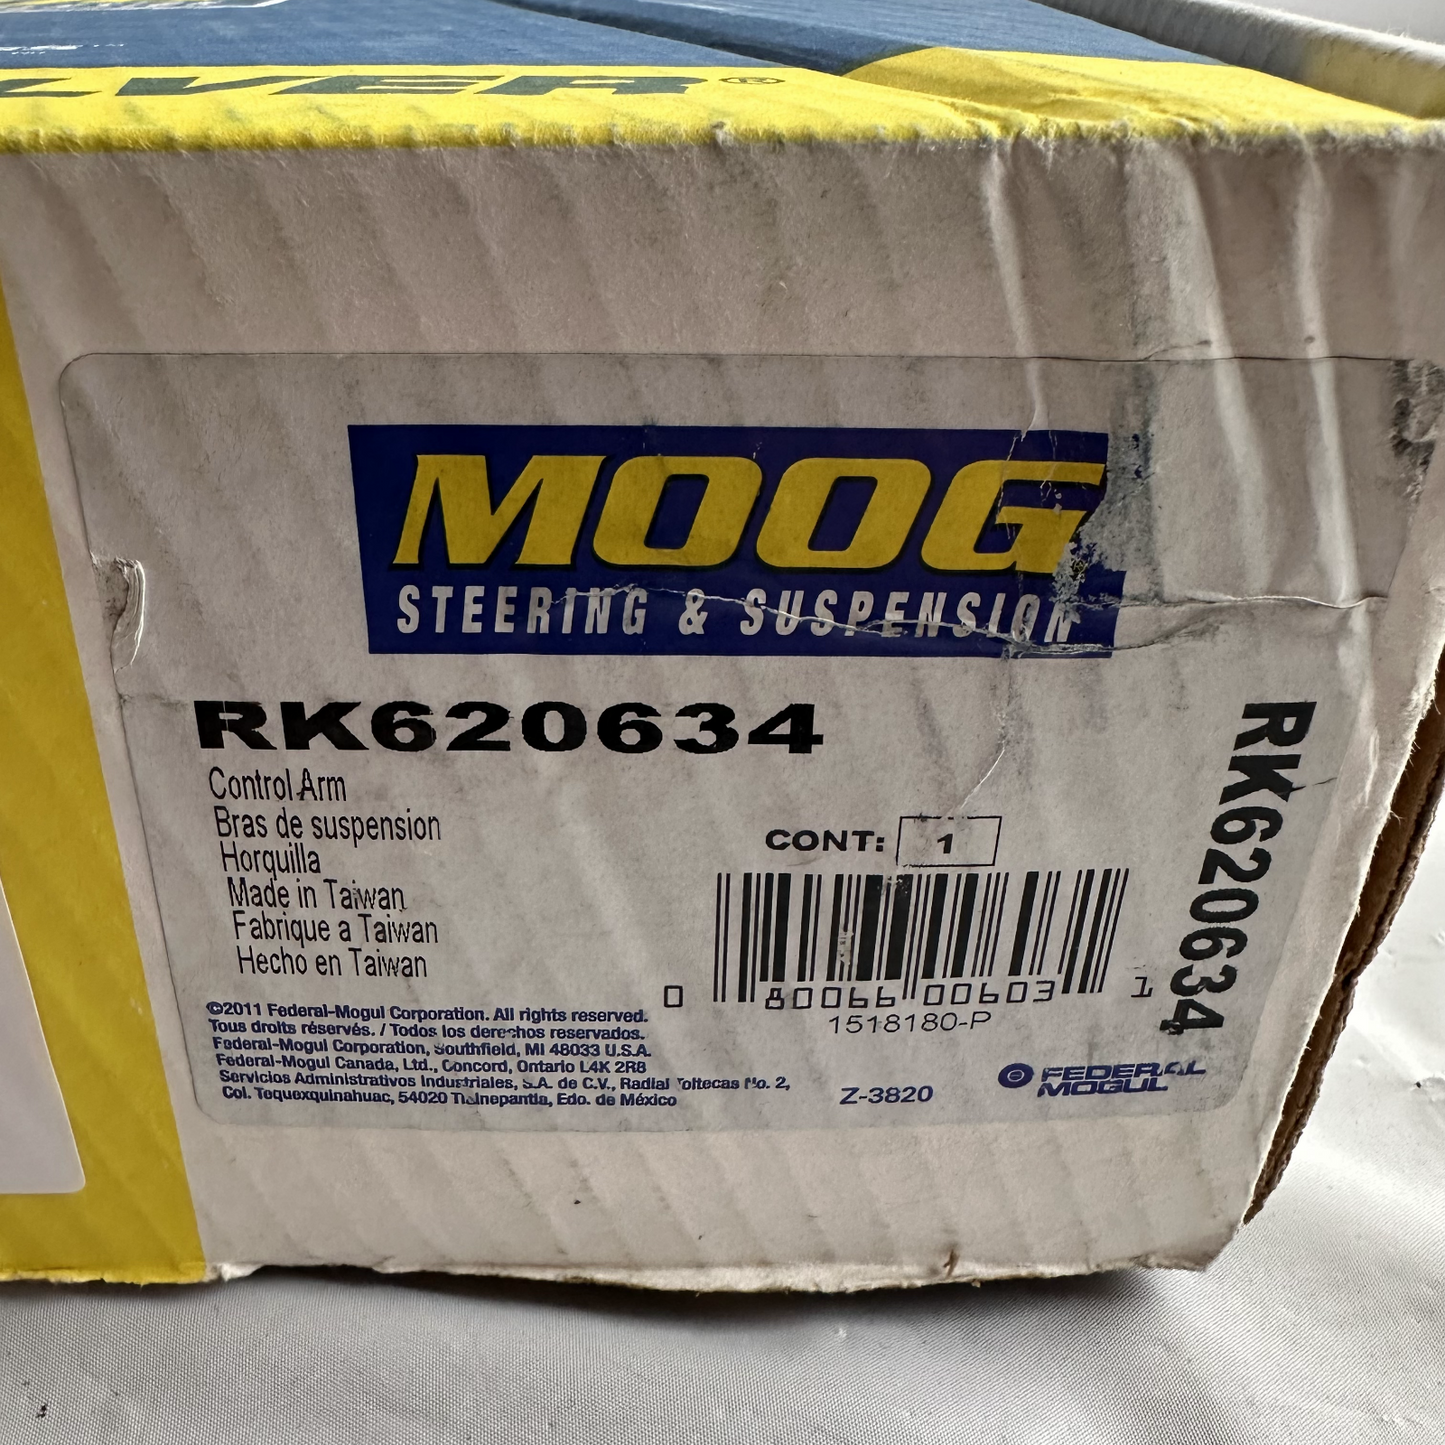 LVER®
MOOG
STEERING & SUSPENSION
RK620634
Control Arm
Bras de suspension
Horquilla
Made in Taiwan
Fabrique a Taiwan
Hecho en Taiwan
CONT: 1
0 80066 00603 1
1518180-P
©2011 Federal-Mogul Corporation. All rights reserved.
Tous droits réservés. / Todos los derechos reservados.
Federal-Mogul Corporation, Southfield, MI 48033 U.S.A.
Federal-Mogul Canada, Ltd., Concord, Ontario L4K 2R8
Servicios Administrativos Industriales, S.A. de C.V., Radial Toltecas No. 2,
Col. Tequexquinahuac, 54020 Tlalnepantla, Edo. de México
Z-3820
FEDERAL
MOGUL
RK620634